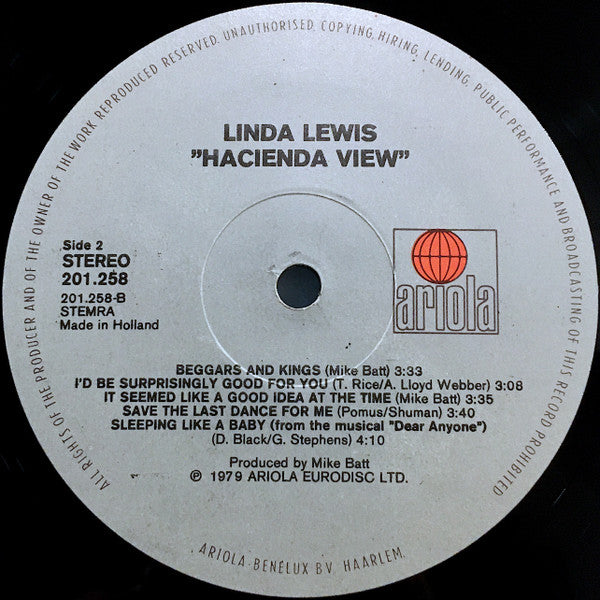 ALL RIGHTS OF THE PRODUCER AND OF THE OWNER OF THE WORK REPRODUCED RESERVED. UNAUTHORISED COPYING, HIRING, LENDING, PUBLIC PERFORMANCE AND BROADCASTING OF THIS RECORD PROHIBITED
LINDA LEWIS
"HACIENDA VIEW"
Side 2
STEREO
201.258
201.258-B
STEMRA
Made in Holland
ariola
BEGGARS AND KINGS (Mike Batt) 3:33
I'D BE SURPRISINGLY GOOD FOR YOU (T. Rice/A. Lloyd Webber) 3:08
IT SEEMED LIKE A GOOD IDEA AT THE TIME (Mike Batt) 3:35
SAVE THE LAST DANCE FOR ME (Pomus/Shuman) 3:40
SLEEPING LIKE A BABY (from the musical "Dear Anyone")
(D. Black/G. Stephens) 4:10
Produced by Mike Batt
℗ 1979 ARIOLA EURODISC LTD.
ARIOLA-BENELUX B.V. HAARLEM